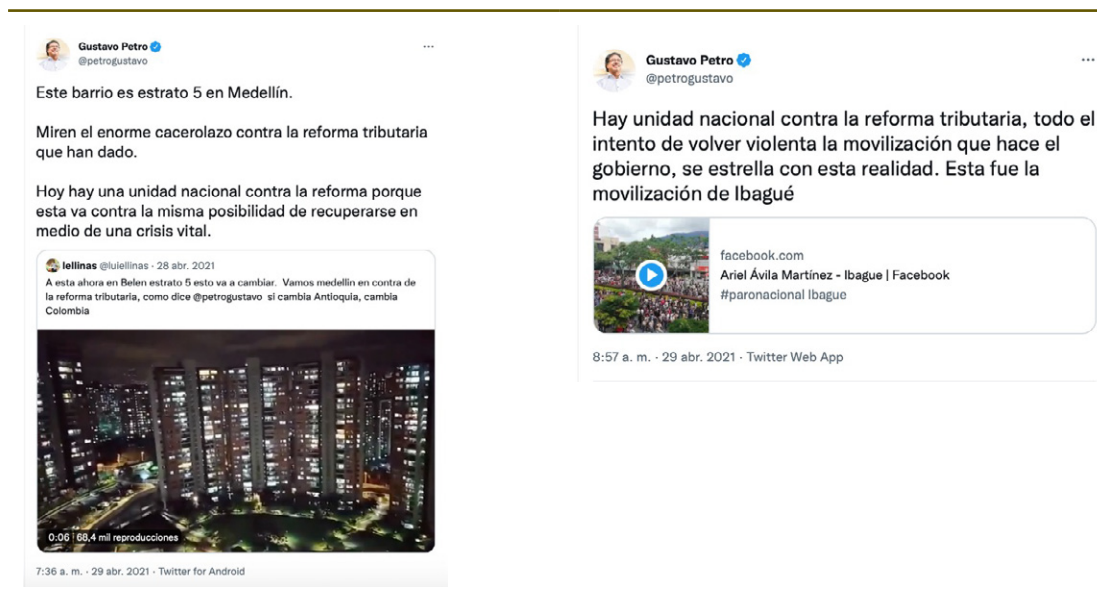 Gustavo Petro
@petrogustavo
Este barrio es estrato 5 en Medellín.
Miren el enorme cacerolazo contra la reforma tributaria
que han dado.
Hoy hay una unidad nacional contra la reforma porque
esta va contra la misma posibilidad de recuperarse en
medio de una crisis vital.
lellinas @lulellinas · 28 abr. 2021
A esta ahora en Belen estrato 5 esto va a cambiar. Vamos medellin en contra de
la reforma tributaria, como dice @petrogustavo si cambia Antioquia, cambia
Colombia
0:06 68,4 mil reproducciones
7:36 a. m. · 29 abr. 2021 · Twitter for Android
Gustavo Petro
@petrogustavo
Hay unidad nacional contra la reforma tributaria, todo el
intento de volver violenta la movilización que hace el
gobierno, se estrella con esta realidad. Esta fue la
movilización de Ibagué
facebook.com
Ariel Ávila Martínez - Ibague | Facebook
#paronacional Ibague
8:57 a. m. · 29 abr. 2021 · Twitter Web App